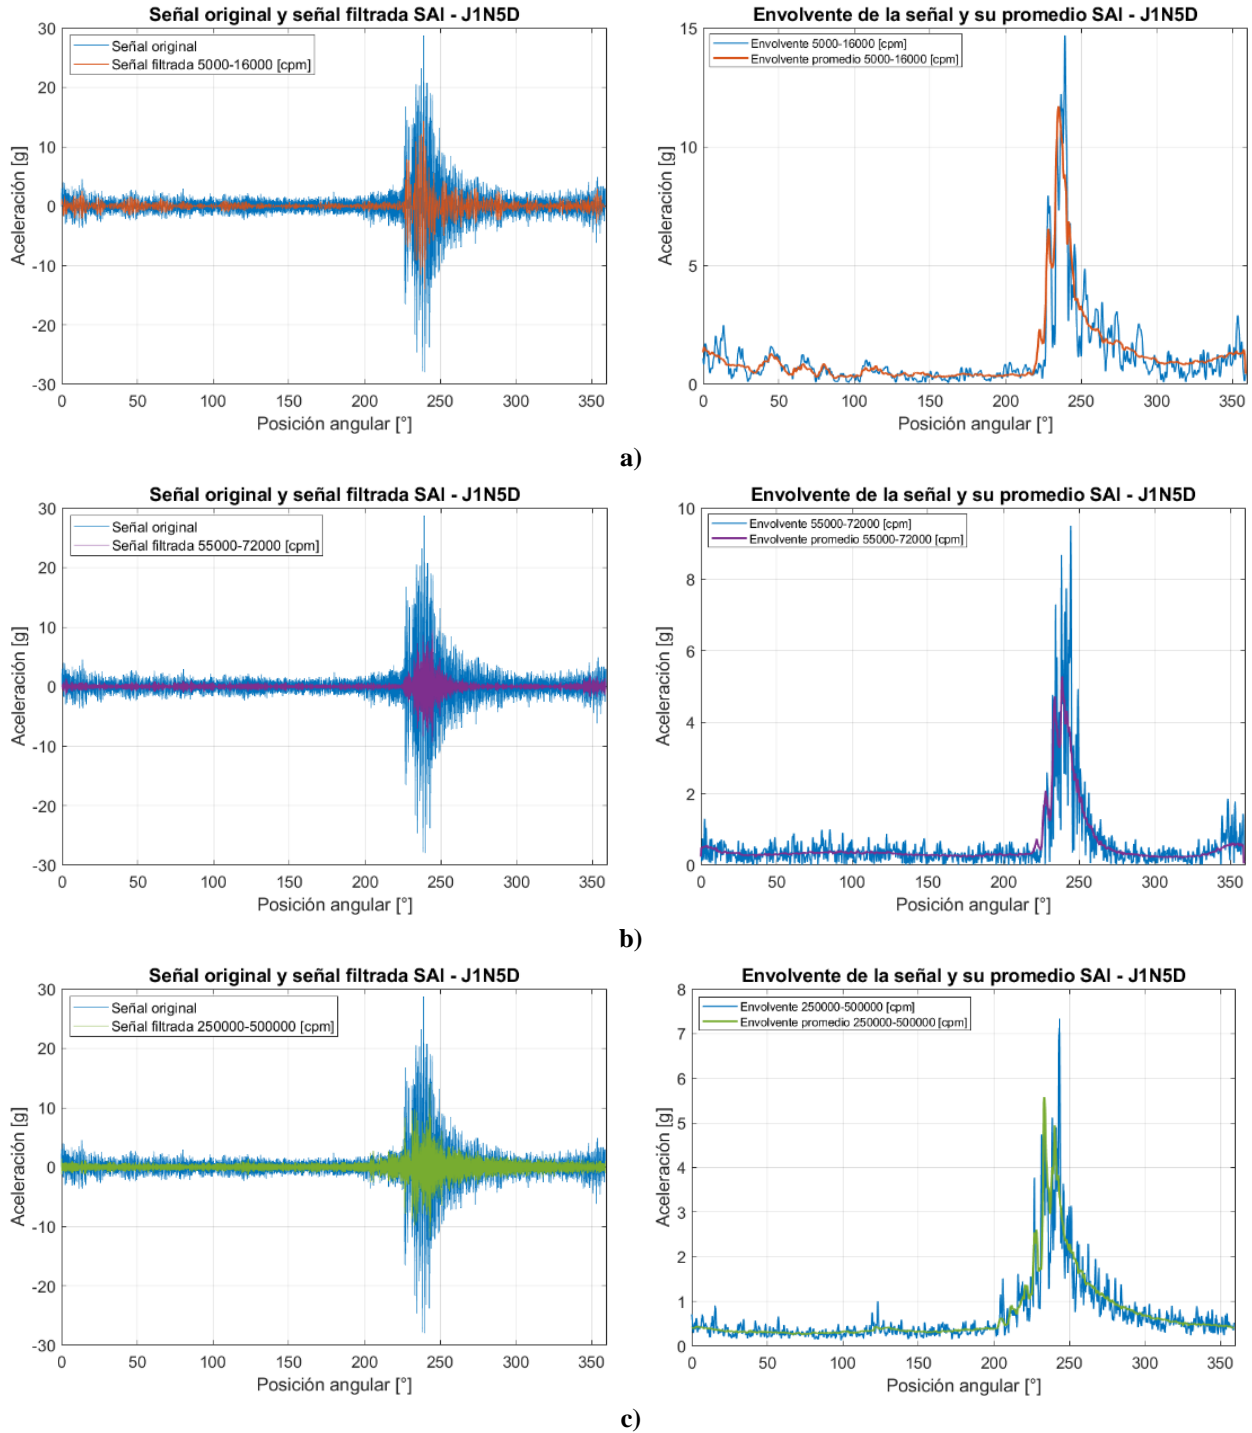 Señal original y señal filtrada SAI - J1N5D
Señal original
Señal filtrada 5000-16000 [cpm]
Aceleración [g]
30
20
10
0
-10
-20
-30
0 50 100 150 200 250 300 350
Posición angular [°]
Envolvente de la señal y su promedio SAI - J1N5D
Envolvente 5000-16000 [cpm]
Envolvente promedio 5000-16000 [cpm]
Aceleración [g]
15
10
5
0
0 50 100 150 200 250 300 350
Posición angular [°]
a)
Señal original y señal filtrada SAI - J1N5D
Señal original
Señal filtrada 55000-72000 [cpm]
Aceleración [g]
30
20
10
0
-10
-20
-30
0 50 100 150 200 250 300 350
Posición angular [°]
Envolvente de la señal y su promedio SAI - J1N5D
Envolvente 55000-72000 [cpm]
Envolvente promedio 55000-72000 [cpm]
Aceleración [g]
10
8
6
4
2
0
0 50 100 150 200 250 300 350
Posición angular [°]
b)
Señal original y señal filtrada SAI - J1N5D
Señal original
Señal filtrada 250000-500000 [cpm]
Aceleración [g]
30
20
10
0
-10
-20
-30
0 50 100 150 200 250 300 350
Posición angular [°]
Envolvente de la señal y su promedio SAI - J1N5D
Envolvente 250000-500000 [cpm]
Envolvente promedio 250000-500000 [cpm]
Aceleración [g]
8
7
6
5
4
3
2
1
0
0 50 100 150 200 250 300 350
Posición angular [°]
c)